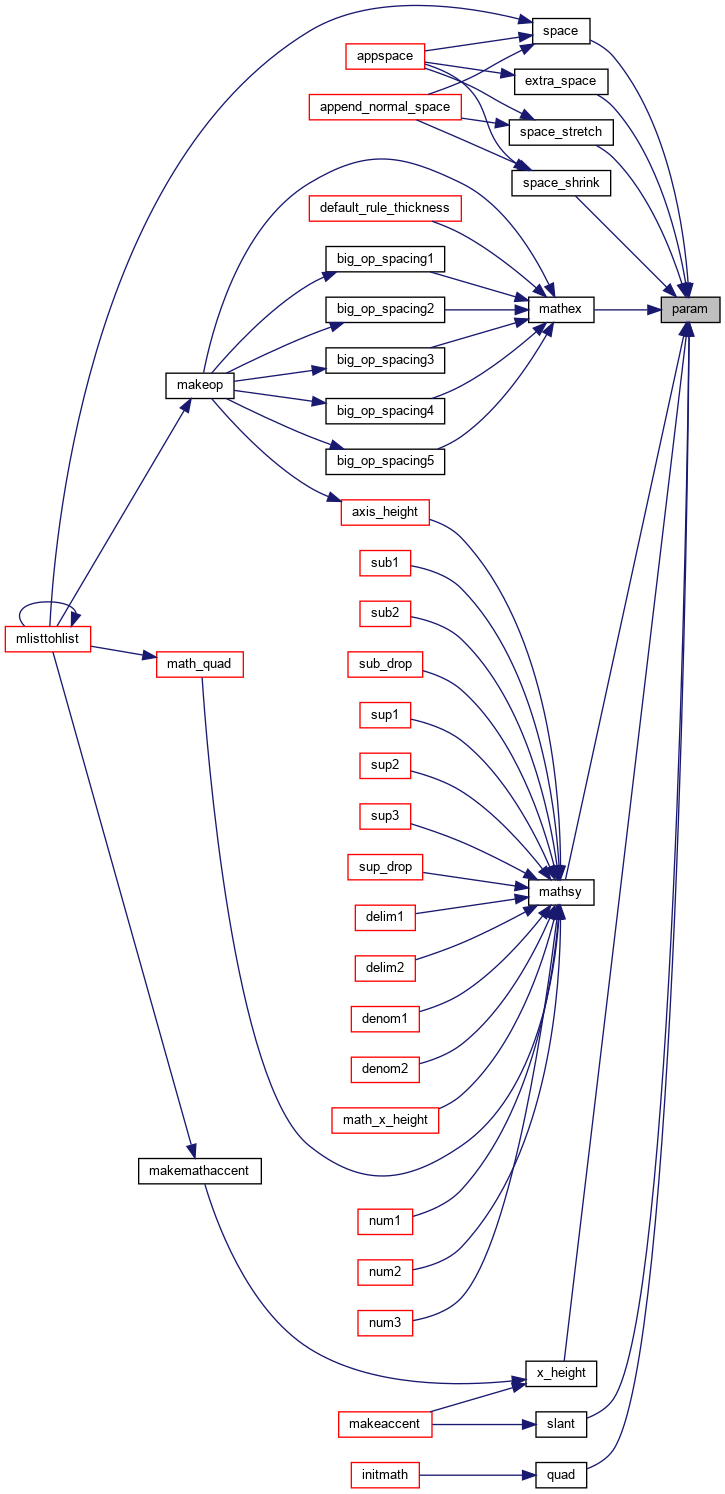 space
appspace
extra_space
append_normal_space
space_stretch
space_shrink
default_rule_thickness
big_op_spacing1
big_op_spacing2
mathex
param
big_op_spacing3
makeop
big_op_spacing4
big_op_spacing5
axis_height
sub1
sub2
mlisttohlist
math_quad
sub_drop
sup1
sup2
sup3
sup_drop
mathsy
delim1
delim2
denom1
denom2
math_x_height
makemathaccent
num1
num2
num3
x_height
makeaccent
slant
initmath
quad